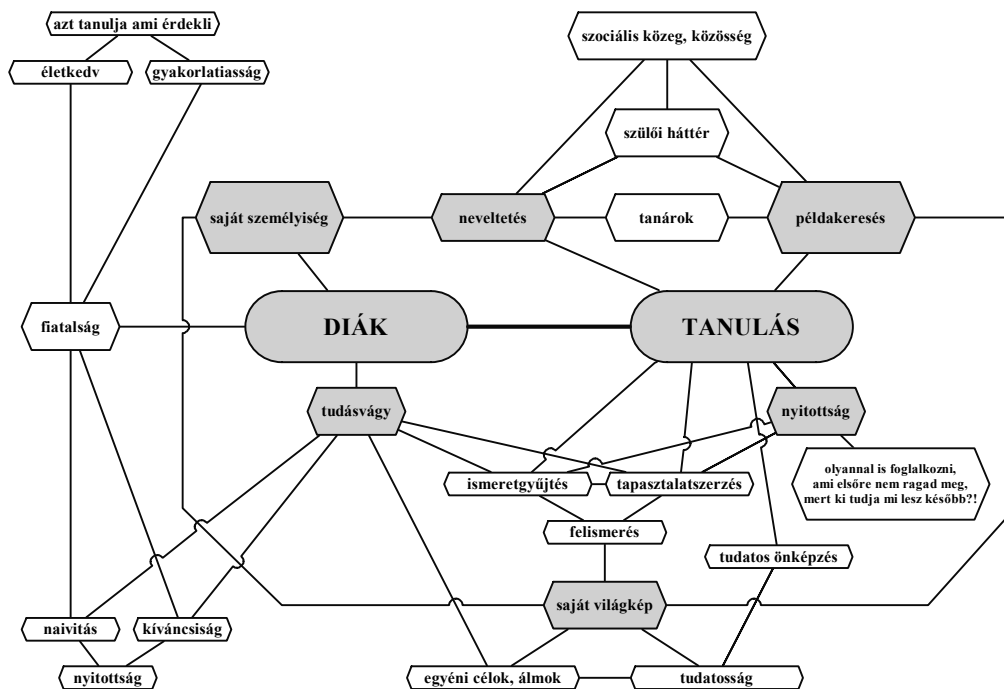 azt tanulja ami érdekli
szociális közeg, közösség
életkedv
gyakorlatiasság
szülői háttér
saját személyiség
neveltetés
tanárok
példakeresés
fiatalság
DIÁK
TANULÁS
tudásvágy
nyitottság
ismeretgyűjtés
tapasztalatszerzés
olyannal is foglalkozni,
ami elsőre nem ragad meg,
mert ki tudja mi lesz később?!
felismerés
tudatos önképzés
saját világkép
naivitás
kíváncsiság
nyitottság
egyéni célok, álmok
tudatosság